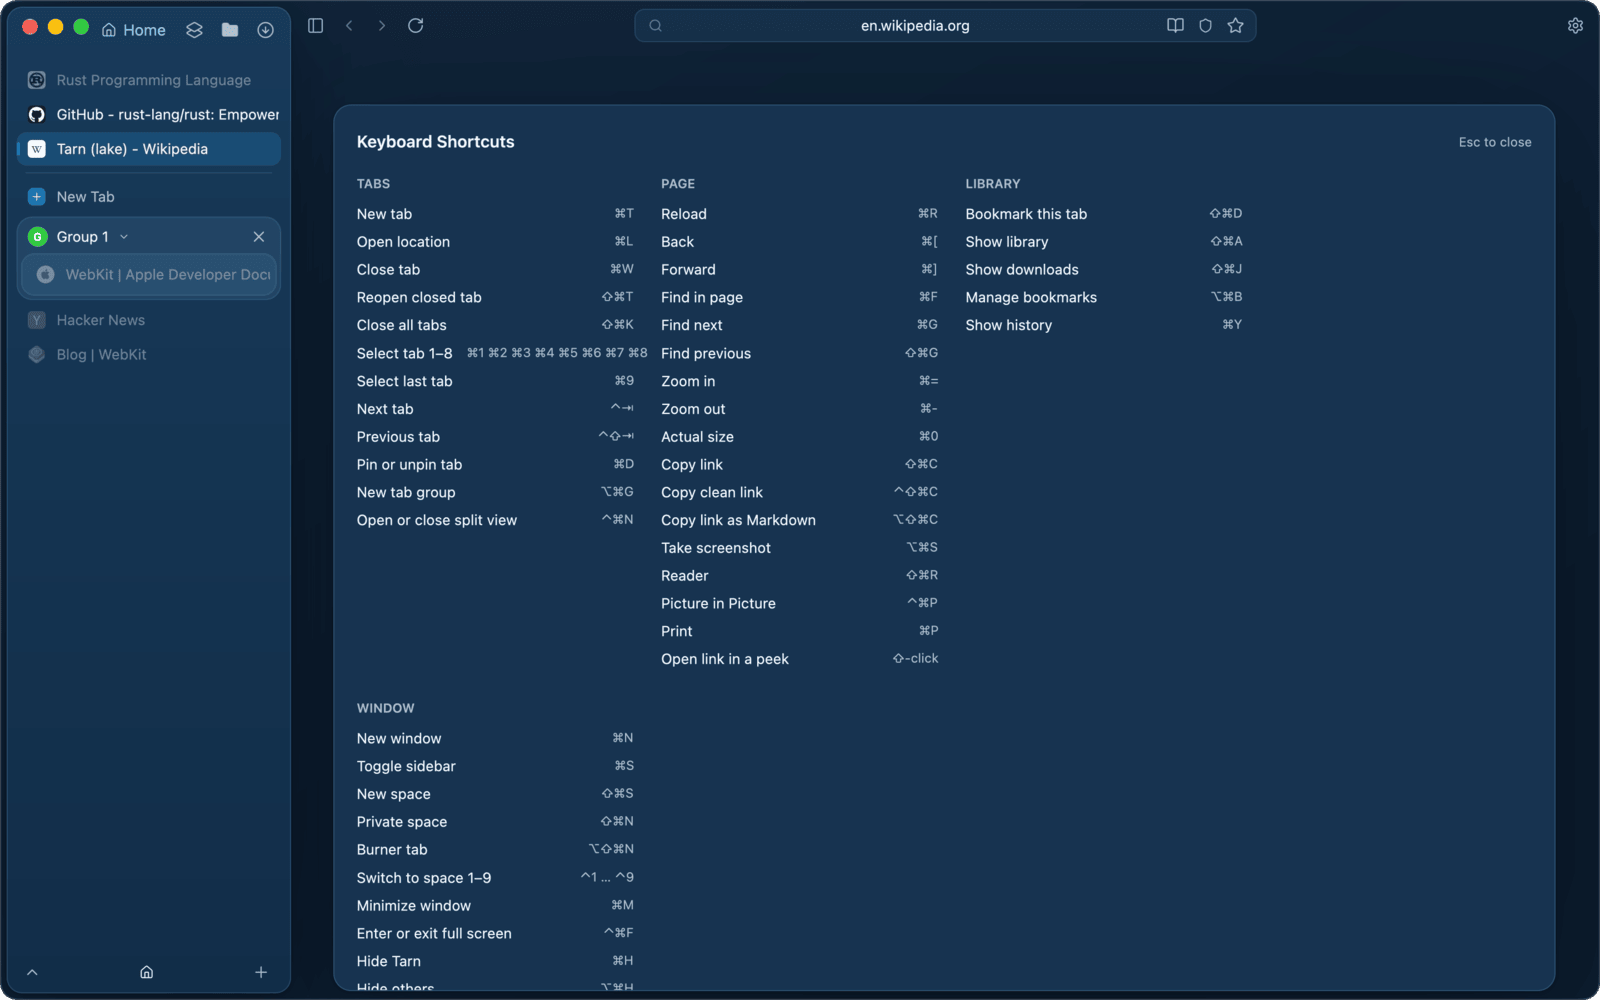 Home
en.wikipedia.org
Rust Programming Language
GitHub - rust-lang/rust: Empower
W Tarn (lake) - Wikipedia
New Tab
G Group 1
WebKit | Apple Developer Docu
Y Hacker News
Blog | WebKit
Keyboard Shortcuts
Esc to close
TABS
New tab ⌘T
Open location ⌘L
Close tab ⌘W
Reopen closed tab ⇧⌘T
Close all tabs ⇧⌘K
Select tab 1–8 ⌘1 ⌘2 ⌘3 ⌘4 ⌘5 ⌘6 ⌘7 ⌘8
Select last tab ⌘9
Next tab ⌃⇥
Previous tab ⌃⇧⇥
Pin or unpin tab ⌘D
New tab group ⌥⌘G
Open or close split view ⌃⌘N
PAGE
Reload ⌘R
Back ⌘[
Forward ⌘]
Find in page ⌘F
Find next ⌘G
Find previous ⇧⌘G
Zoom in ⌘=
Zoom out ⌘-
Actual size ⌘0
Copy link ⇧⌘C
Copy clean link ⌃⇧⌘C
Copy link as Markdown ⌥⇧⌘C
Take screenshot ⌥⌘S
Reader ⇧⌘R
Picture in Picture ⌃⌘P
Print ⌘P
Open link in a peek ⇧-click
LIBRARY
Bookmark this tab ⇧⌘D
Show library ⇧⌘A
Show downloads ⇧⌘J
Manage bookmarks ⌥⌘B
Show history ⌘Y
WINDOW
New window ⌘N
Toggle sidebar ⌘S
New space ⇧⌘S
Private space ⇧⌘N
Burner tab ⌥⇧⌘N
Switch to space 1–9 ⌃1 … ⌃9
Minimize window ⌘M
Enter or exit full screen ⌃⌘F
Hide Tarn ⌘H
Hide others ⌥⌘H